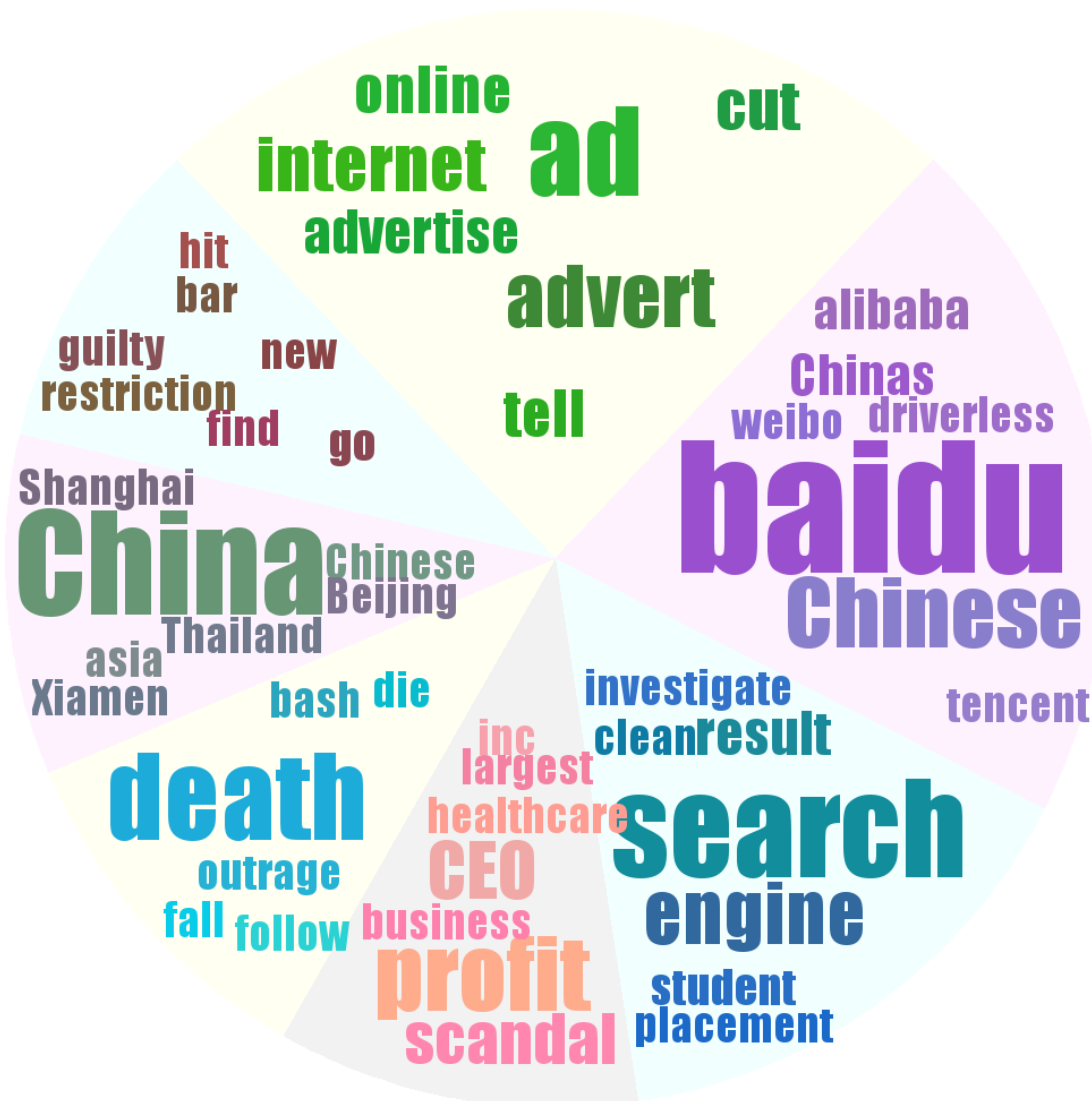 online
cut
ad
internet
advertise
advert
tell
hit
bar
guilty
new
restriction
find
go
alibaba
Chinas
weibo
driverless
baidu
Chinese
tencent
Shanghai
China
Chinese
Beijing
Thailand
asia
Xiamen
bash
die
death
outrage
fall
follow
inc
largest
healthcare
CEO
business
profit
scandal
investigate
clean
result
search
engine
student
placement